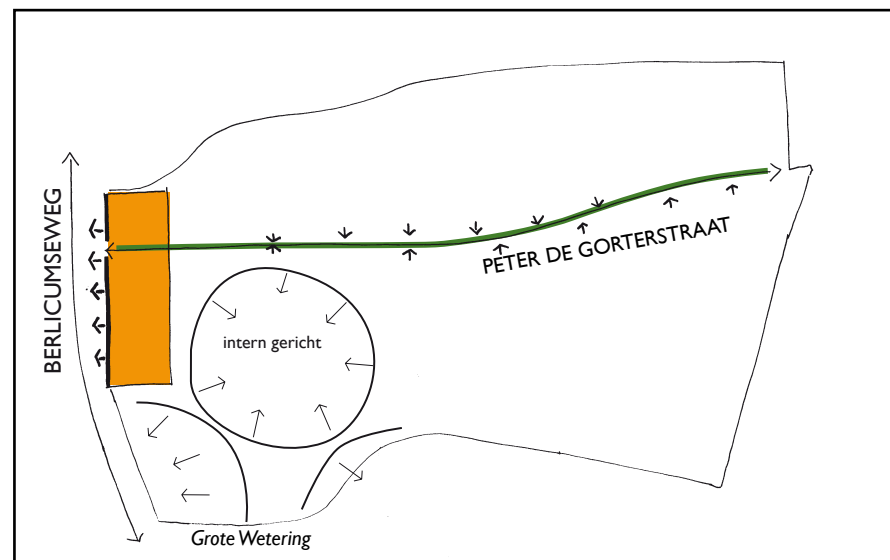 BERLICUMSEWEG
PETER DE GORTERSTRAAT
intern gericht
Grote Wetering